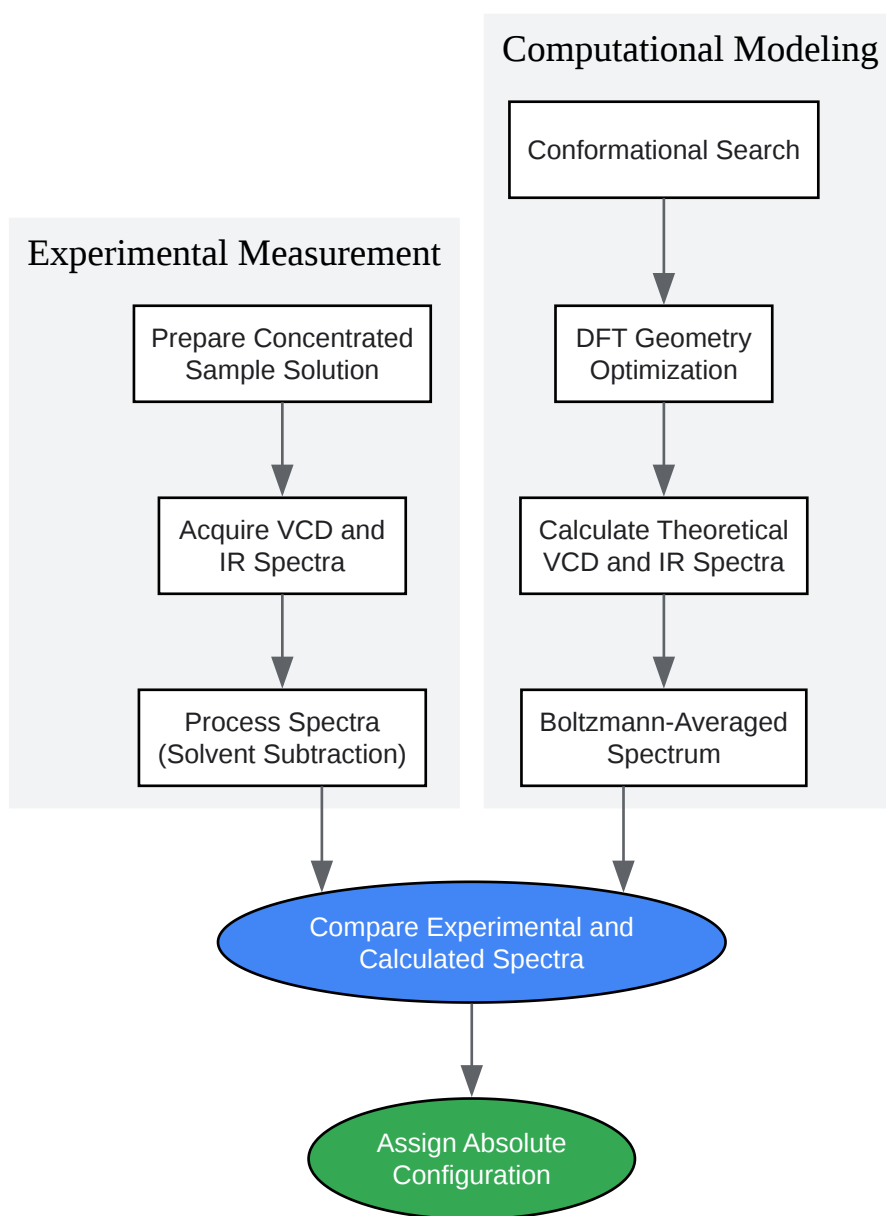 Experimental Measurement
Prepare Concentrated
Sample Solution
Acquire VCD and
IR Spectra
Process Spectra
(Solvent Subtraction)
Computational Modeling
Conformational Search
DFT Geometry
Optimization
Calculate Theoretical
VCD and IR Spectra
Boltzmann-Averaged
Spectrum
Compare Experimental and
Calculated Spectra
Assign Absolute
Configuration